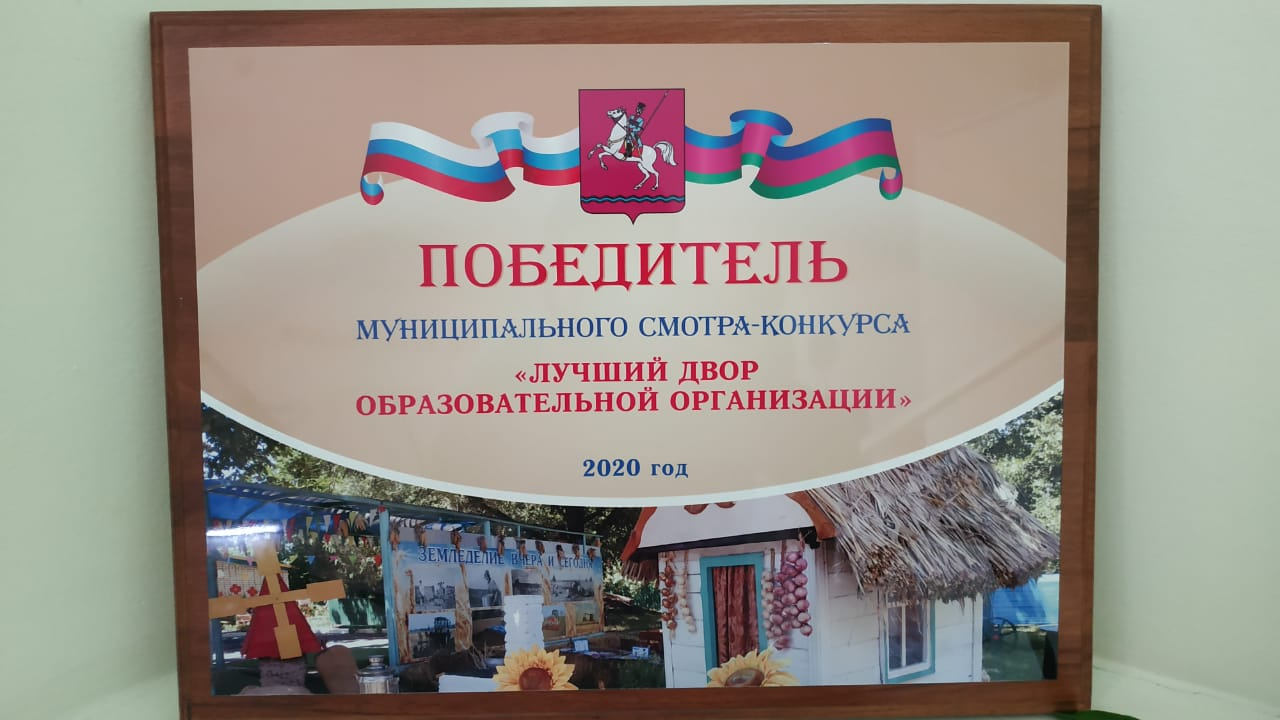 ПОБЕДИТЕЛЬ
МУНИЦИПАЛЬНОГО СМОТРА-КОНКУРСА
«ЛУЧШИЙ ДВОР
ОБРАЗОВАТЕЛЬНОЙ ОРГАНИЗАЦИИ»
2020 год
ЗЕМЛЕДЕЛИЕ ВЧЕРА И СЕГОДНЯ